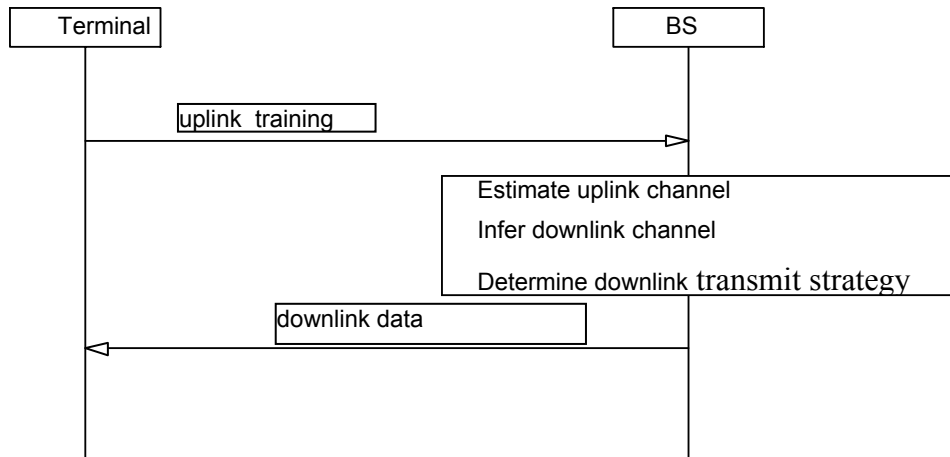 Terminal
BS
uplink training
Estimate uplink channel
Infer downlink channel
Determine downlink transmit strategy
downlink data